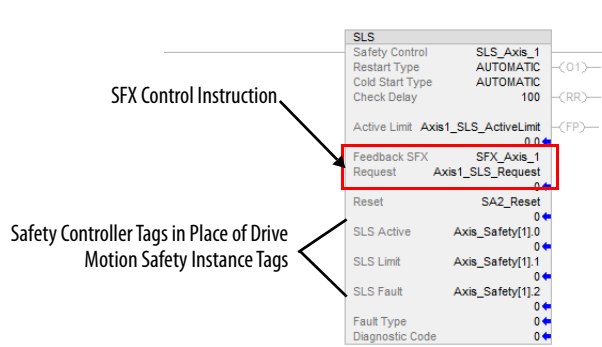 SLS
Safety Control SLS_Axis_1
Restart Type AUTOMATIC (O1)
Cold Start Type AUTOMATIC
Check Delay 100 (RR)
SFX Control Instruction
Active Limit Axis1_SLS_ActiveLimit (FP)
0.0
Feedback SFX SFX_Axis_1
Request Axis1_SLS_Request
0
Reset SA2_Reset
0
Safety Controller Tags in Place of Drive
Motion Safety Instance Tags
SLS Active Axis_Safety[1].0
0
SLS Limit Axis_Safety[1].1
0
SLS Fault Axis_Safety[1].2
0
Fault Type 0
Diagnostic Code 0